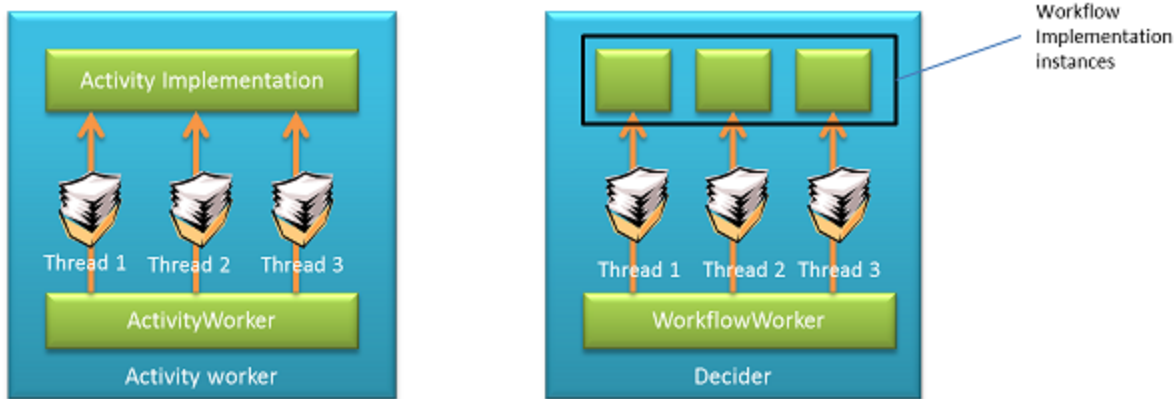 Activity Implementation
Thread 1 Thread 2 Thread 3
ActivityWorker
Activity worker
Workflow
Implementation
instances
Thread 1 Thread 2 Thread 3
WorkflowWorker
Decider